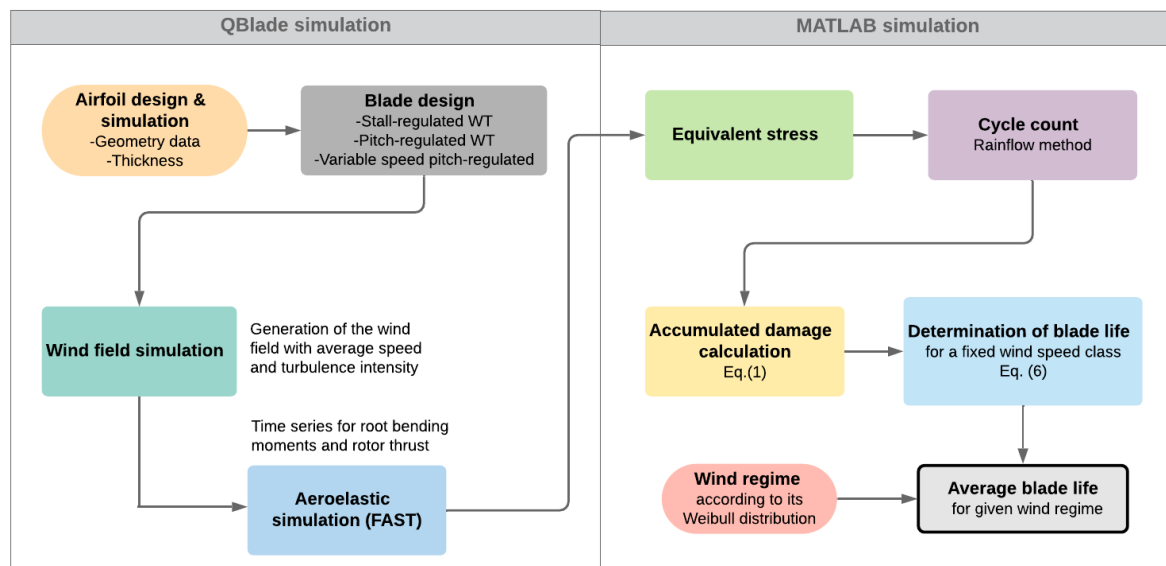 QBlade simulation
Airfoil design &
simulation
-Geometry data
-Thickness
Blade design
-Stall-regulated WT
-Pitch-regulated WT
-Variable speed pitch-regulated
Wind field simulation
Generation of the wind
field with average speed
and turbulence intensity
Time series for root bending
moments and rotor thrust
Aeroelastic
simulation (FAST)
MATLAB simulation
Equivalent stress
Cycle count
Rainflow method
Accumulated damage
calculation
Eq.(1)
Determination of blade life
for a fixed wind speed class
Eq. (6)
Wind regime
according to its
Weibull distribution
Average blade life
for given wind regime